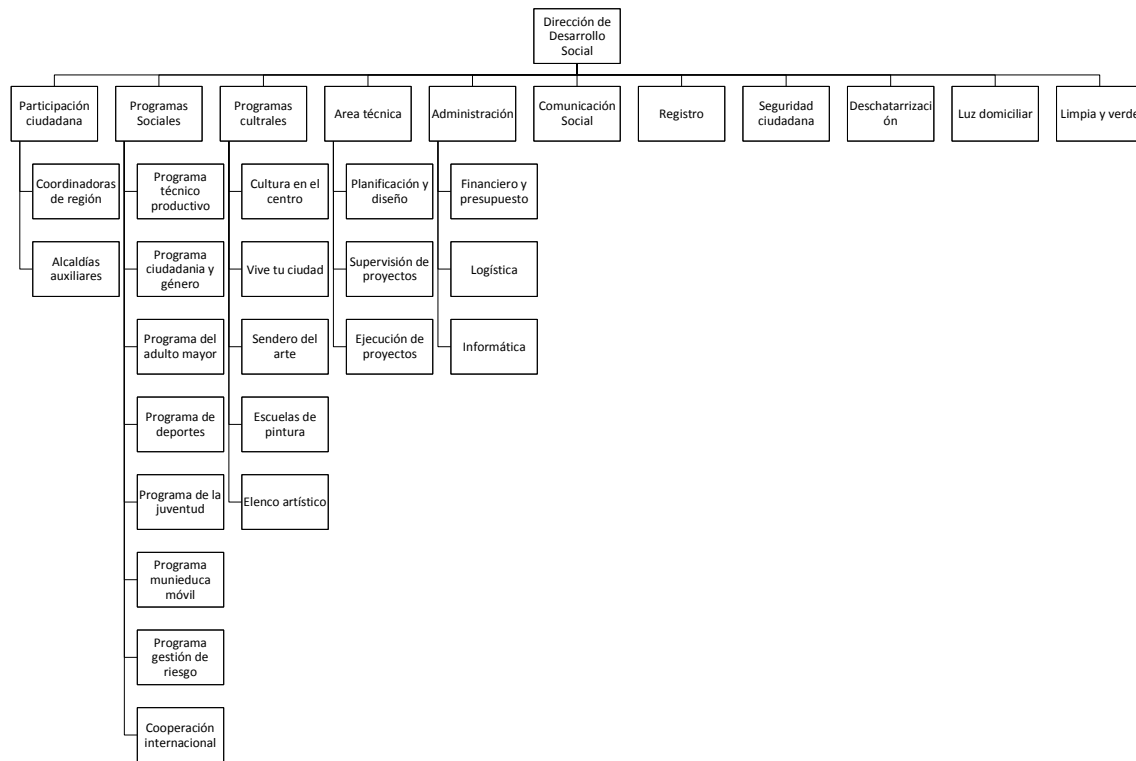 Dirección de
Desarrollo
Social
Participación
ciudadana
Programas
Sociales
Programas
cultrales
Area técnica
Administración
Comunicación
Social
Registro
Seguridad
ciudadana
Deschatarrizaci
ón
Luz domiciliar
Limpia y verde
Coordinadoras
de región
Alcaldías
auxiliares
Programa
técnico
productivo
Programa
ciudadania y
género
Programa del
adulto mayor
Programa de
deportes
Programa de la
juventud
Programa
munieduca
móvil
Programa
gestión de
riesgo
Cooperación
internacional
Cultura en el
centro
Vive tu ciudad
Sendero del
arte
Escuelas de
pintura
Elenco artístico
Planificación y
diseño
Supervisión de
proyectos
Ejecución de
proyectos
Financiero y
presupuesto
Logística
Informática